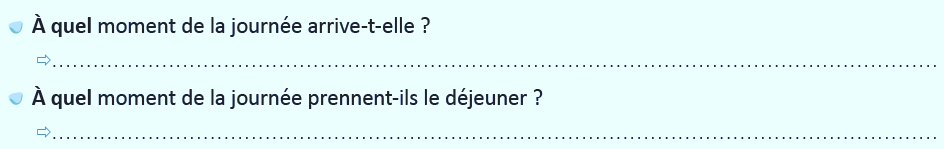 À quel moment de la journée arrive-t-elle ?
⇨....................................................................................................................................
À quel moment de la journée prennent-ils le déjeuner ?
⇨....................................................................................................................................